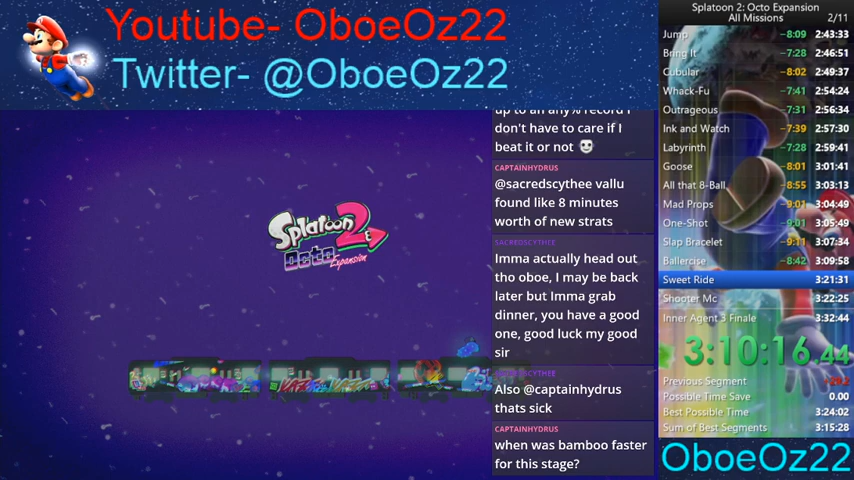 Youtube- OboeOz22
Twitter- @OboeOz22
Splatoon 2
Octo Expansion
up to an any% record I
don't have to care if I
beat it or not
CAPTAINHYDRUS
@sacredscythee vallu
found like 8 minutes
worth of new strats
SACREDSCYTHEE
Imma actually head out
tho oboe, I may be back
later but Imma grab
dinner, you have a good
one, good luck my good
sir
Also @captainhydrus
thats sick
CAPTAINHYDRUS
when was bamboo faster
for this stage?
Splatoon 2: Octo Expansion
All Missions 2/11
Jump -8:09 2:43:33
Bring It -7:28 2:46:51
Cubular -8:02 2:49:37
Whack-Fu -7:41 2:54:24
Outrageous -7:31 2:56:34
Ink and Watch -7:39 2:57:30
Labyrinth -7:28 2:59:41
Goose -8:01 3:01:41
All that 8-Ball -8:55 3:03:13
Mad Props -9:01 3:04:49
One-Shot -9:01 3:05:49
Slap Bracelet -9:11 3:07:34
Ballercise -8:42 3:09:58
Sweet Ride 3:21:31
Shooter Mc 3:22:25
Inner Agent 3 Finale 3:32:44
3:10:16.44
Previous Segment
Possible Time Save 0.00
Best Possible Time 3:24:02
Sum of Best Segments 3:15:28
OboeOz22